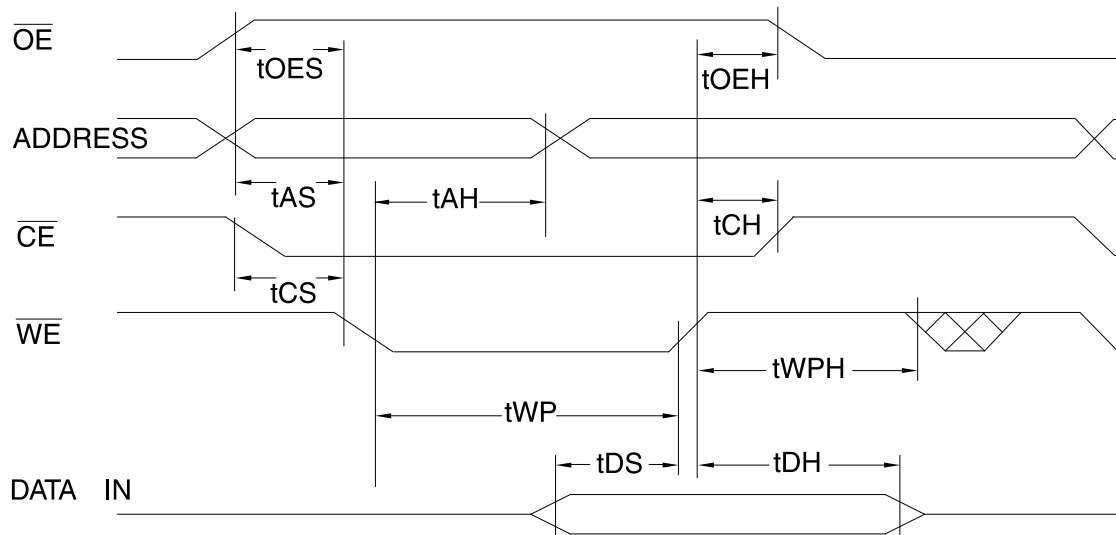 OE
tOES
tOEH
ADDRESS
tAS
tAH
tCH
CE
tCS
WE
tWPH
tWP
tDS
tDH
DATA IN